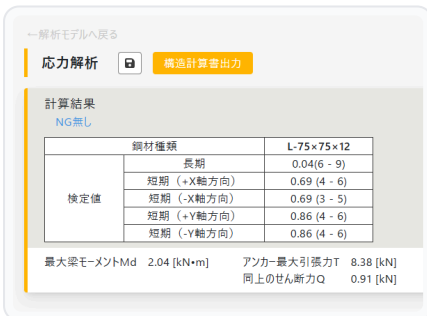 ←解析モデルへ戻る
応力解析 構造計算書出力
計算結果
NG無し
鋼材種類 L-75×75×12
検定値 長期 0.04(6 - 9)
短期（+X軸方向） 0.69 (4 - 6)
短期（-X軸方向） 0.69 (3 - 5)
短期（+Y軸方向） 0.86 (4 - 6)
短期（-Y軸方向） 0.86 (4 - 6)
最大梁モーメントMd 2.04 [kN•m] アンカー最大引張力T 8.38 [kN]
同上のせん断力Q 0.91 [kN]